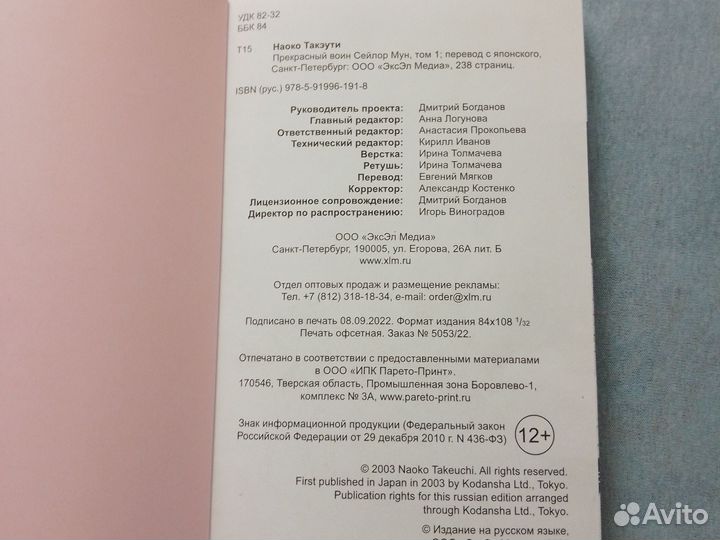 УДК 82-32
ББК 84
Т15 Наоко Такэути
Прекрасный воин Сейлор Мун, том 1; перевод с японского,
Санкт-Петербург: ООО «ЭксЭл Медиа», 238 страниц.
ISBN (рус.) 978-5-91996-191-8
Руководитель проекта: Дмитрий Богданов
Главный редактор: Анна Логунова
Ответственный редактор: Анастасия Прокопьева
Технический редактор: Кирилл Иванов
Верстка: Ирина Толмачева
Ретушь: Ирина Толмачева
Перевод: Евгений Мягков
Корректор: Александр Костенко
Лицензионное сопровождение: Дмитрий Богданов
Директор по распространению: Игорь Виноградов
ООО «ЭксЭл Медиа»
Санкт-Петербург, 190005, ул. Егорова, 26А лит. Б
www.xlm.ru
Отдел оптовых продаж и размещение рекламы:
Тел. +7 (812) 318-18-34, e-mail: order@xlm.ru
Подписано в печать 08.09.2022. Формат издания 84х108 1/32
Печать офсетная. Заказ № 5053/22.
Отпечатано в соответствии с предоставленными материалами
в ООО «ИПК Парето-Принт».
170546, Тверская область, Промышленная зона Боровлево-1,
комплекс № 3А, www.pareto-print.ru
Знак информационной продукции (Федеральный закон
Российской Федерации от 29 декабря 2010 г. N 436-ФЗ)
12+
© 2003 Naoko Takeuchi. All rights reserved.
First published in Japan in 2003 by Kodansha Ltd., Tokyo.
Publication rights for this russian edition arranged
through Kodansha Ltd., Tokyo.
© Издание на русском языке,
Avito